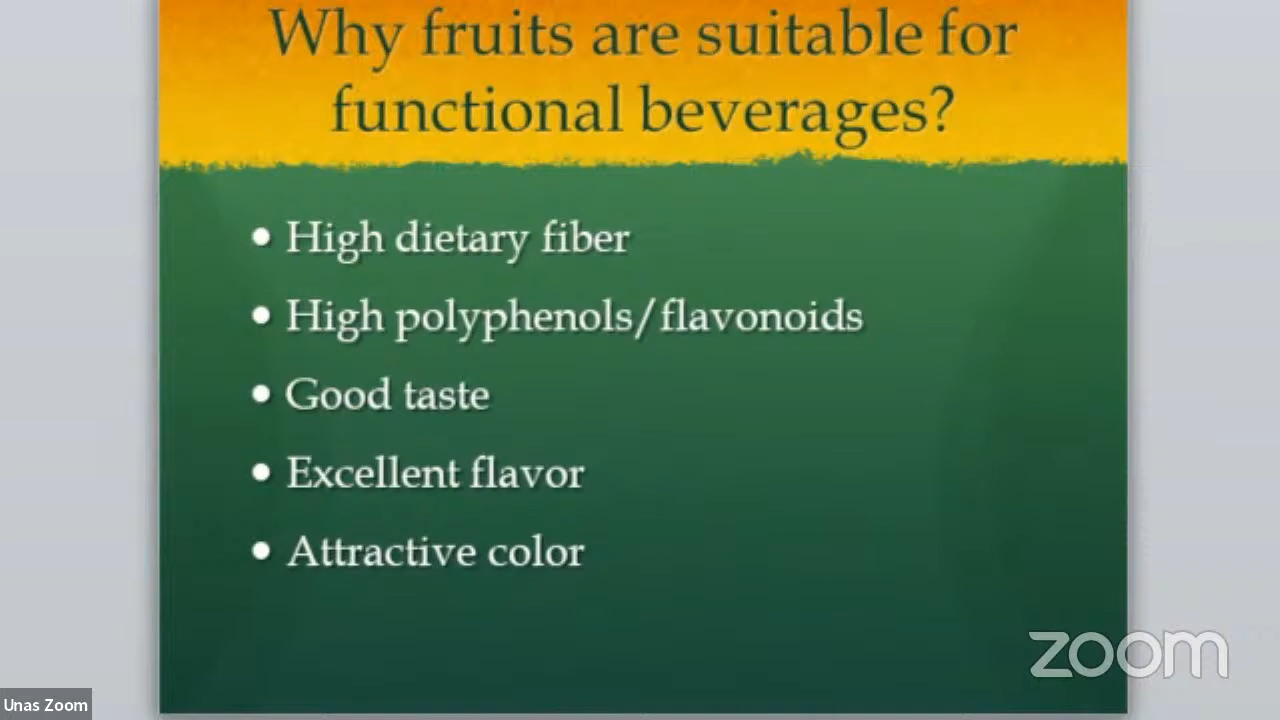 Why fruits are suitable for
functional beverages?
• High dietary fiber
• High polyphenols/flavonoids
• Good taste
• Excellent flavor
• Attractive color
zoom
Unas Zoom